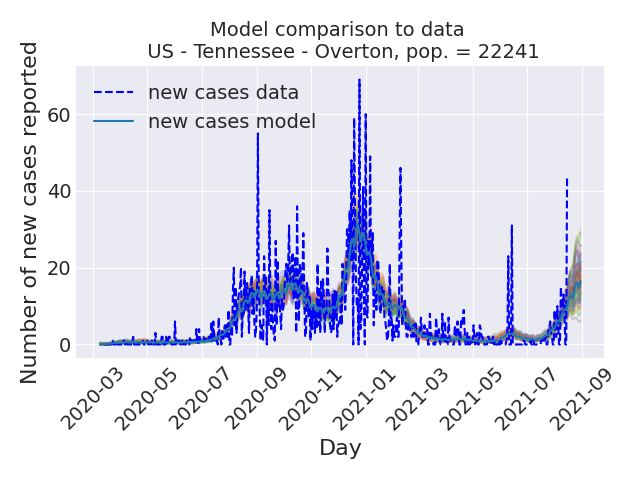 Model comparison to data
US - Tennessee - Overton, pop. = 22241
Number of new cases reported
60
40
20
0
new cases data
new cases model
2020-03
2020-05
2020-07
2020-09
2020-11
2021-01
2021-03
2021-05
2021-07
2021-09
Day